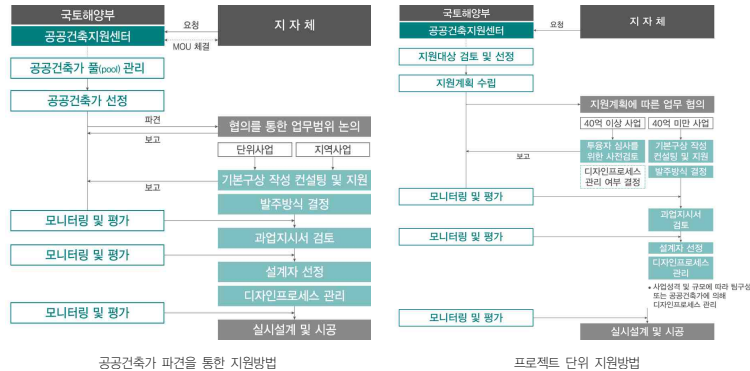 국토해양부
공공건축지원센터
지 자 체
요청
MOU 체결
공공건축가 풀(pool) 관리
공공건축가 선정
파견
협의를 통한 업무범위 논의
보고
단위사업
지역사업
보고
기본구상 작성 컨설팅 및 지원
발주방식 결정
모니터링 및 평가
과업지시서 검토
모니터링 및 평가
설계자 선정
디자인프로세스 관리
모니터링 및 평가
실시설계 및 시공
공공건축가 파견을 통한 지원방법
국토해양부
공공건축지원센터
지 자 체
요청
지원대상 검토 및 선정
지원계획 수립
지원계획에 따른 업무 협의
40억 이상 사업
40억 미만 사업
보고
투융자 심사를
위한 사전검토
기본구상 작성
컨설팅 및 지원
디자인프로세스
관리 여부 결정
발주방식 결정
모니터링 및 평가
과업지시서
검토
모니터링 및 평가
설계자 선정
디자인프로세스
관리
• 사업성격 및 규모에 따라 팀구성
또는 공공건축가에 의해
디자인프로세스 관리
모니터링 및 평가
실시설계 및 시공
프로젝트 단위 지원방법